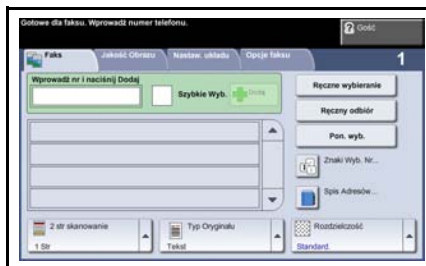 Gotowe dla faksu. Wprowadź numer telefonu.
Gość
Faks
Jakość Obrazu
Nastaw. układu
Opcje faksu
1
Wprowadź nr i naciśnij Dodaj
Szybkie Wyb.
Dodaj
Ręczne wybieranie
Ręczny odbiór
Pon. wyb.
Znaki Wyb. Nr...
Spis Adresów...
2 str skanowanie
1 Str
Typ Oryginału
Tekst
Rozdzielczość
Standard.